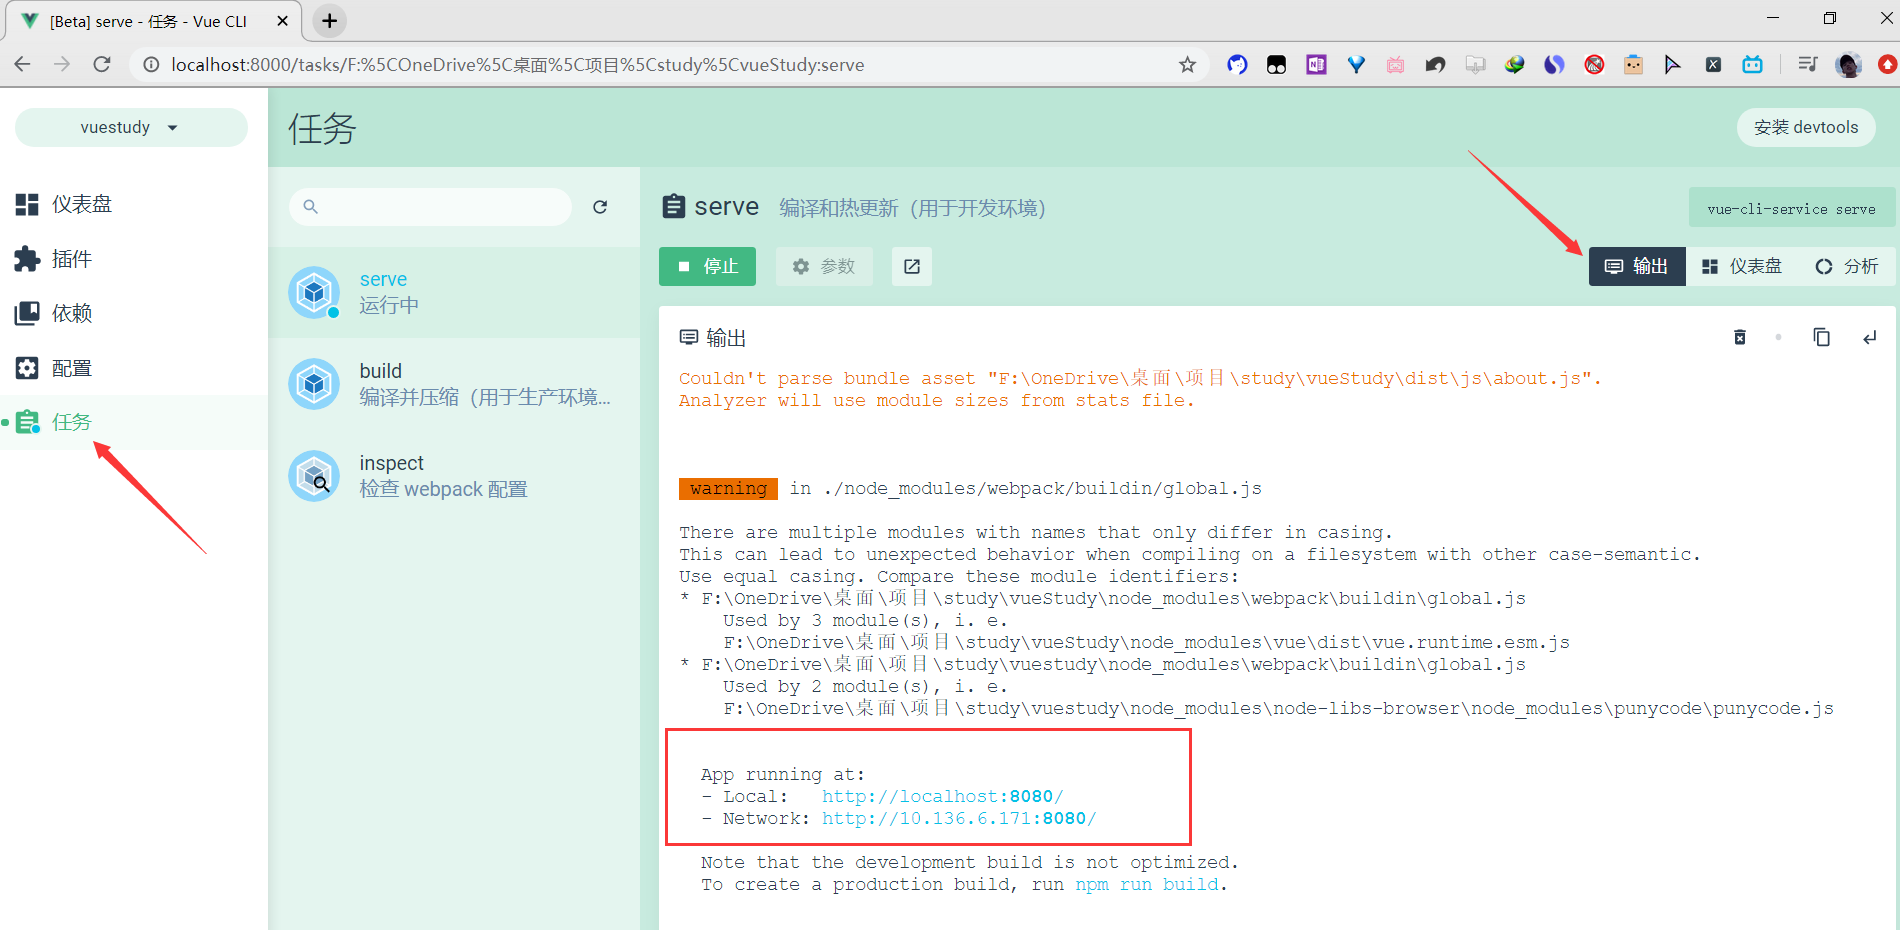 [Beta] serve - 任务 - Vue CLI
localhost:8000/tasks/F:%5COneDrive%5C桌面%5C项目%5Cstudy%5CvueStudy:serve
vuestudy
任务
安装 devtools
仪表盘
插件
依赖
配置
任务
serve
运行中
build
编译并压缩（用于生产环境...
inspect
检查 webpack 配置
serve 编译和热更新（用于开发环境）
vue-cli-service serve
停止
参数
输出
仪表盘
分析
输出
Couldn't parse bundle asset "F:\OneDrive\桌面\项目\study\vueStudy\dist\js\about.js".
Analyzer will use module sizes from stats file.
warning in ./node_modules/webpack/buildin/global.js
There are multiple modules with names that only differ in casing.
This can lead to unexpected behavior when compiling on a filesystem with other case-semantic.
Use equal casing. Compare these module identifiers:
* F:\OneDrive\桌面\项目\study\vueStudy\node_modules\webpack\buildin\global.js
Used by 3 module(s), i. e.
F:\OneDrive\桌面\项目\study\vueStudy\node_modules\vue\dist\vue.runtime.esm.js
* F:\OneDrive\桌面\项目\study\vuestudy\node_modules\webpack\buildin\global.js
Used by 2 module(s), i. e.
F:\OneDrive\桌面\项目\study\vuestudy\node_modules\node-libs-browser\node_modules\punycode\punycode.js
App running at:
- Local: http://localhost:8080/
- Network: http://10.136.6.171:8080/
Note that the development build is not optimized.
To create a production build, run npm run build.